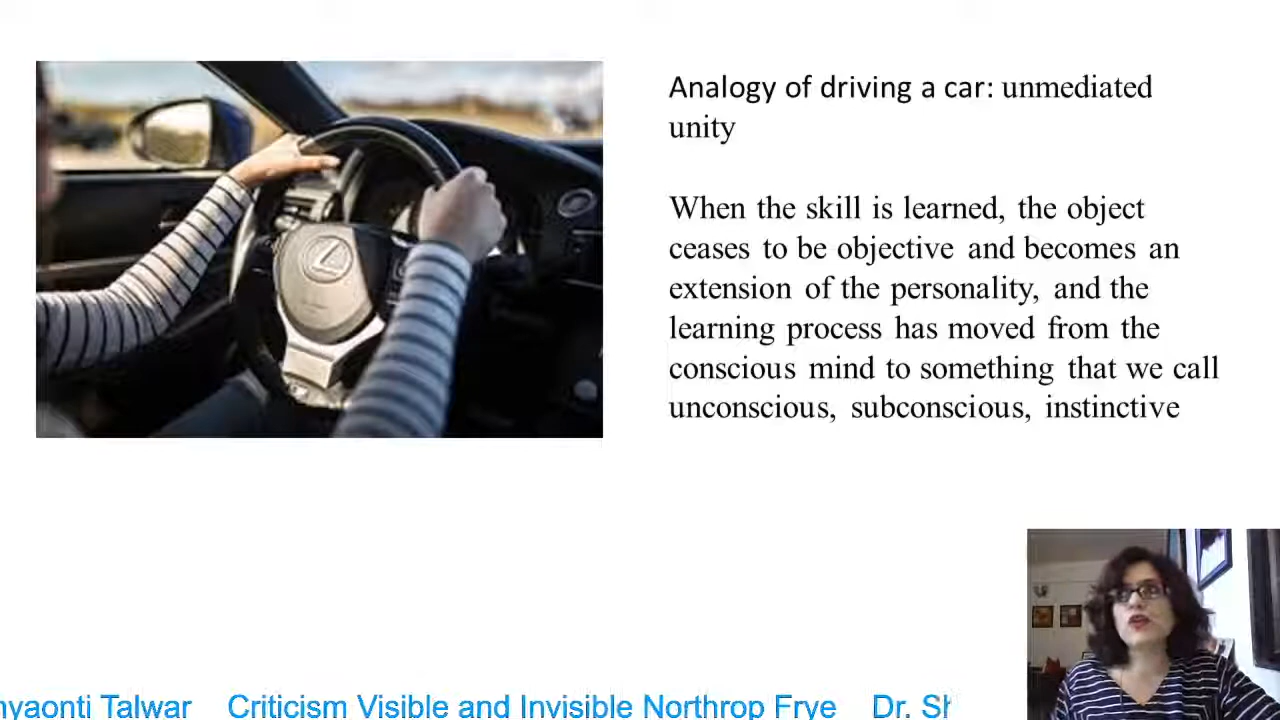 Analogy of driving a car: unmediated
unity
When the skill is learned, the object
ceases to be objective and becomes an
extension of the personality, and the
learning process has moved from the
conscious mind to something that we call
unconscious, subconscious, instinctive
nyaonti Talwar Criticism Visible and Invisible Northrop Frye Dr. Sh